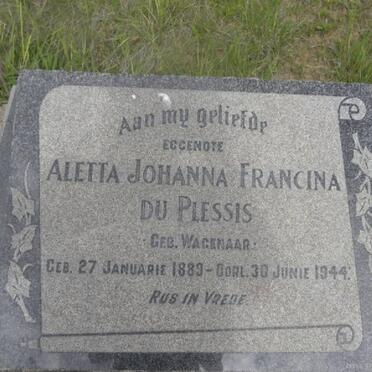 Aan my geliefde
EGGENOTE
ALETTA JOHANNA FRANCINA
DU PLESSIS
GEB. WAGENAAR
GEB. 27 JANUARIE 1889 - OORL. 30 JUNIE 1944.
RUS IN VREDE